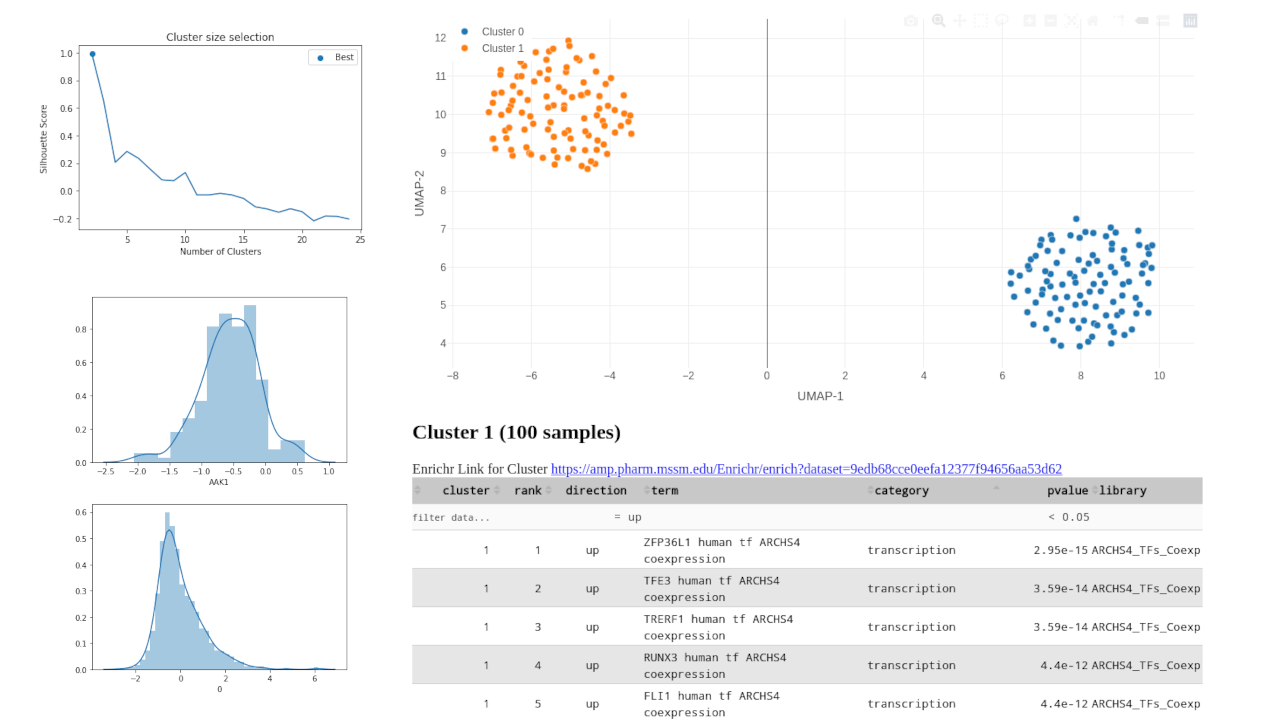 Cluster size selection
Best
1.0
0.8
0.6
0.4
0.2
0.0
−0.2
Silhouette Score
5 10 15 20 25
Number of Clusters
0.8
0.6
0.4
0.2
0.0
−2.5 −2.0 −1.5 −1.0 −0.5 0.0 0.5 1.0
AAK1
0.6
0.5
0.4
0.3
0.2
0.1
0.0
−2 0 2 4 6
0
Cluster 0
Cluster 1
12
11
10
9
8
7
6
5
4
UMAP-2
−8 −6 −4 −2 0 2 4 6 8 10
UMAP-1
Cluster 1 (100 samples)
Enrichr Link for Cluster https://amp.pharm.mssm.edu/Enrichr/enrich?dataset=9edb68cce0eefa12377f94656aa53d62
cluster rank direction term category pvalue library
filter data... = up < 0.05
1 1 up ZFP36L1 human tf ARCHS4 coexpression transcription 2.95e-15 ARCHS4_TFs_Coexp
1 2 up TFE3 human tf ARCHS4 coexpression transcription 3.59e-14 ARCHS4_TFs_Coexp
1 3 up TRERF1 human tf ARCHS4 coexpression transcription 3.59e-14 ARCHS4_TFs_Coexp
1 4 up RUNX3 human tf ARCHS4 coexpression transcription 4.4e-12 ARCHS4_TFs_Coexp
1 5 up FLI1 human tf ARCHS4 coexpression transcription 4.4e-12 ARCHS4_TFs_Coexp